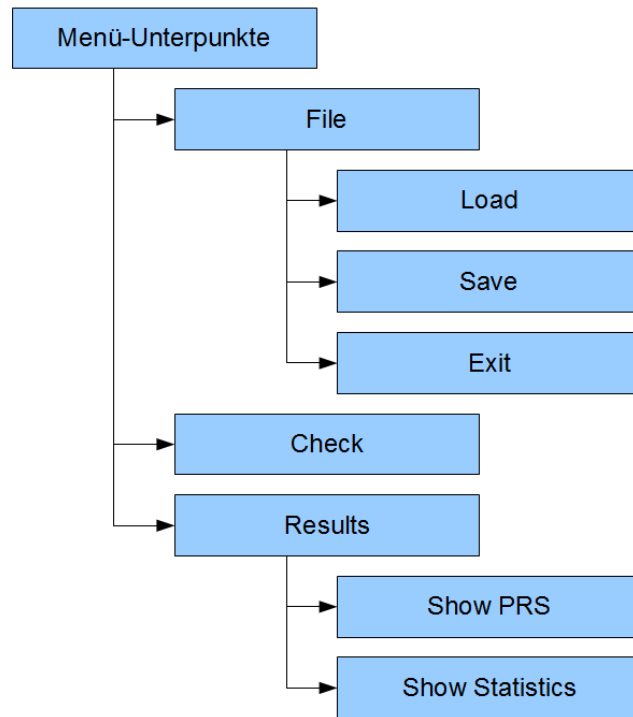 Menü-Unterpunkte
File
Load
Save
Exit
Check
Results
Show PRS
Show Statistics